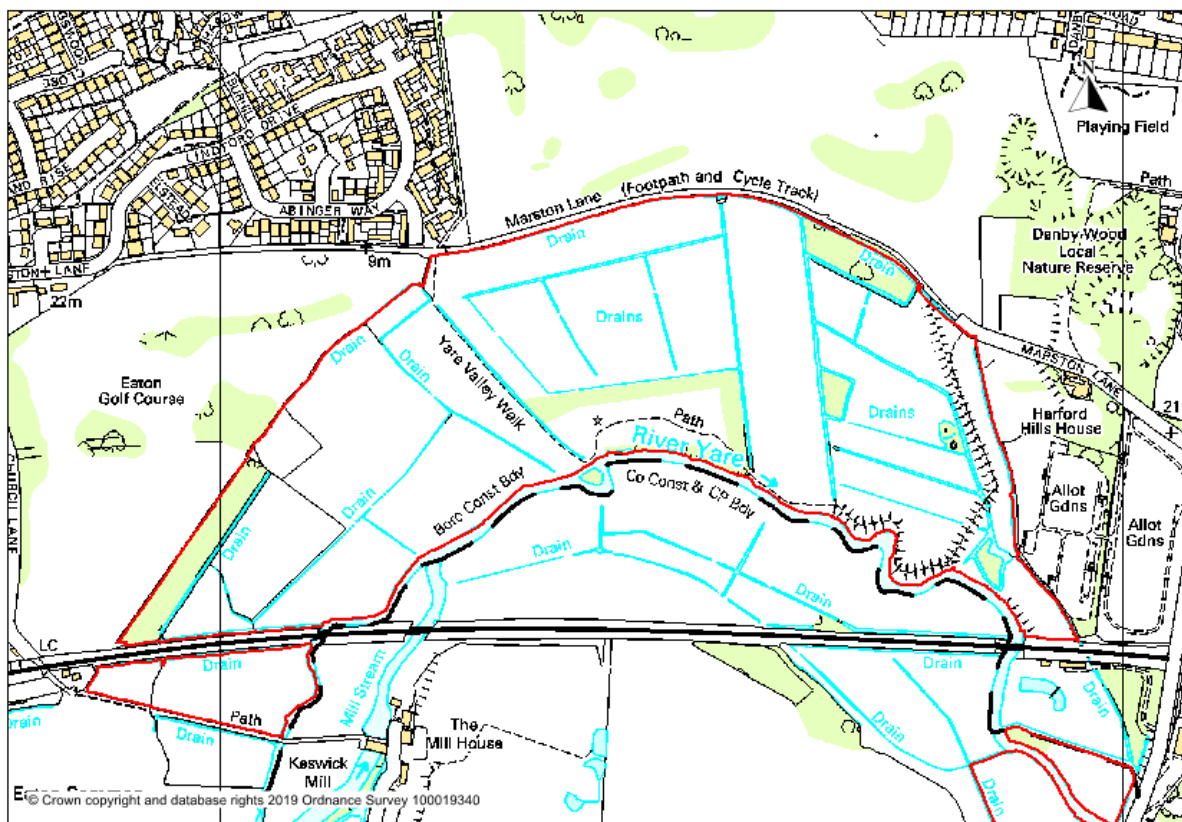 CLOSE
LINDFORD DRIVE
ABINGER WA
9m
22m
Marston Lane (Footpath and Cycle Track)
Drain
Playing Field
Path
Danby Wood
Local
Nature Reserve
Drain
Drains
Drain
Drain
Yare Valley Walk
Eaton
Golf Course
MARSTON LANE
21
Harford
Hills House
Drains
Path
River Yare
Boro Const Bdy
Co Const & CP Bdy
Allot
Gdns
Allot
Gdns
CHURCH LANE
Drain
Drain
Drain
Drain
LC
Drain
Drain
Drain
Mill Stream
Path
Drain
Drain
The
Mill House
Keswick
Mill
Drain
Drain
© Crown copyright and database rights 2019 Ordnance Survey 100019340